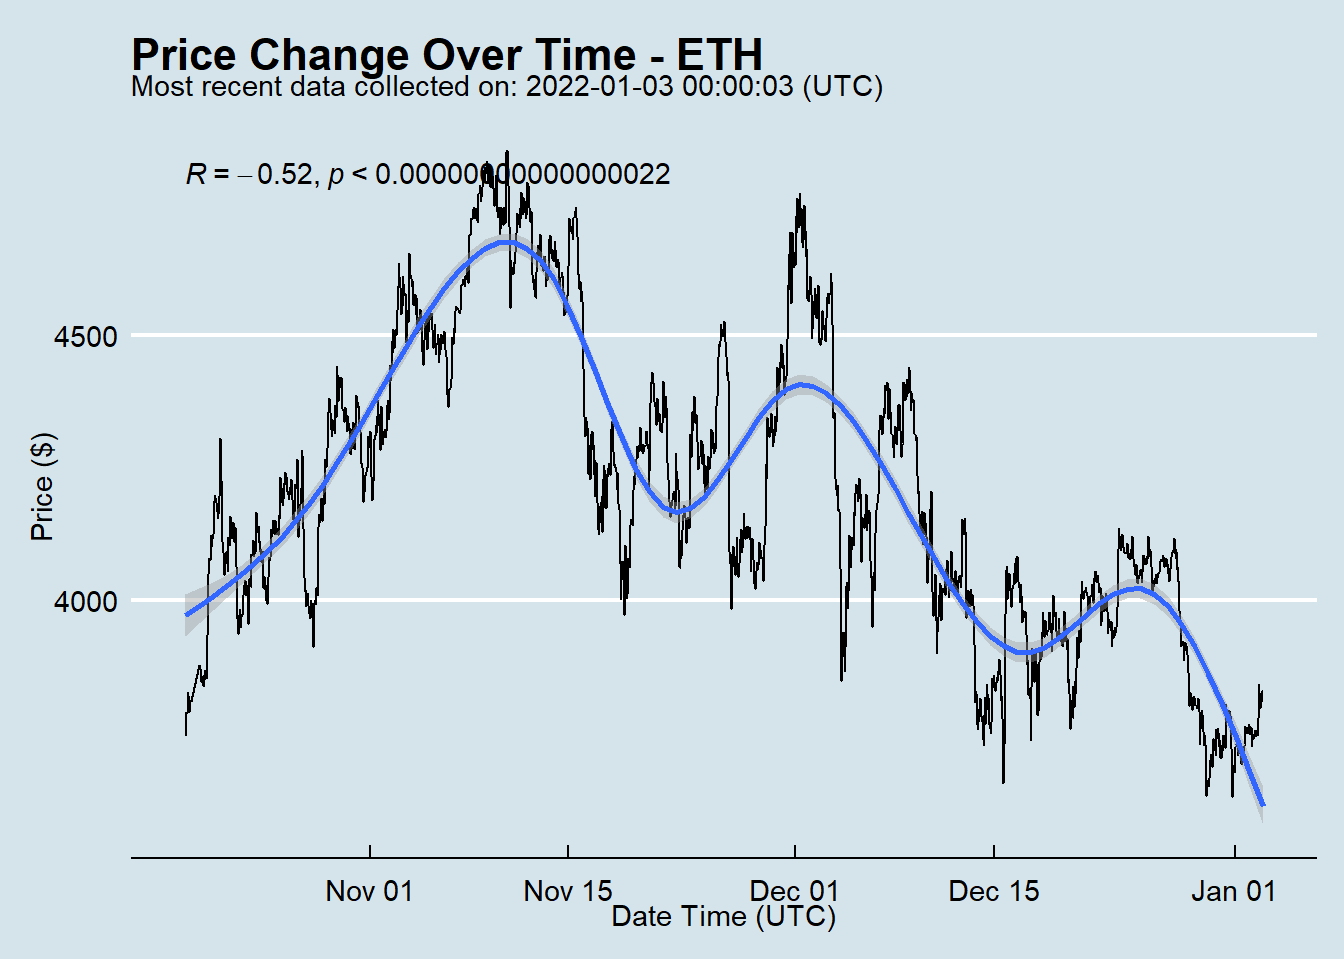 Price Change Over Time - ETH
Most recent data collected on: 2022-01-03 00:00:03 (UTC)
R = −0.52, p < 0.00000000000000022
4500
4000
Price ($)
Nov 01 Nov 15 Dec 01 Dec 15 Jan 01
Date Time (UTC)